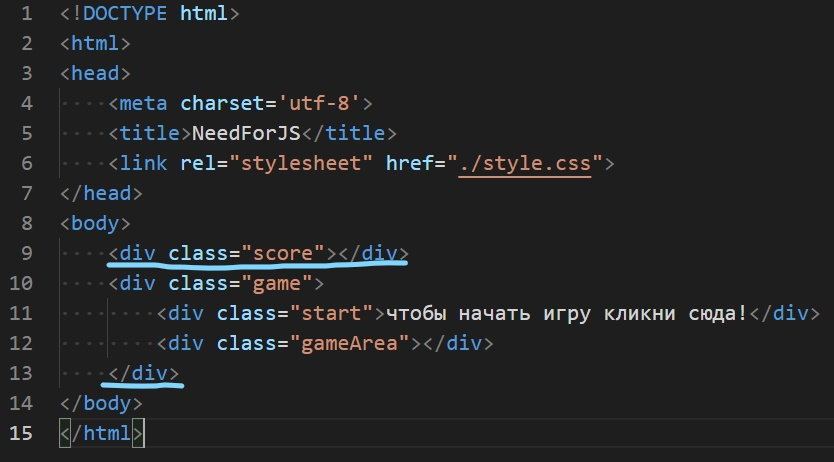 1 <!DOCTYPE html>
2 <html>
3 <head>
4 <meta charset='utf-8'>
5 <title>NeedForJS</title>
6 <link rel="stylesheet" href="./style.css">
7 </head>
8 <body>
9 <div class="score"></div>
10 <div class="game">
11 <div class="start">чтобы начать игру кликни сюда!</div>
12 <div class="gameArea"></div>
13 </div>
14 </body>
15 </html>